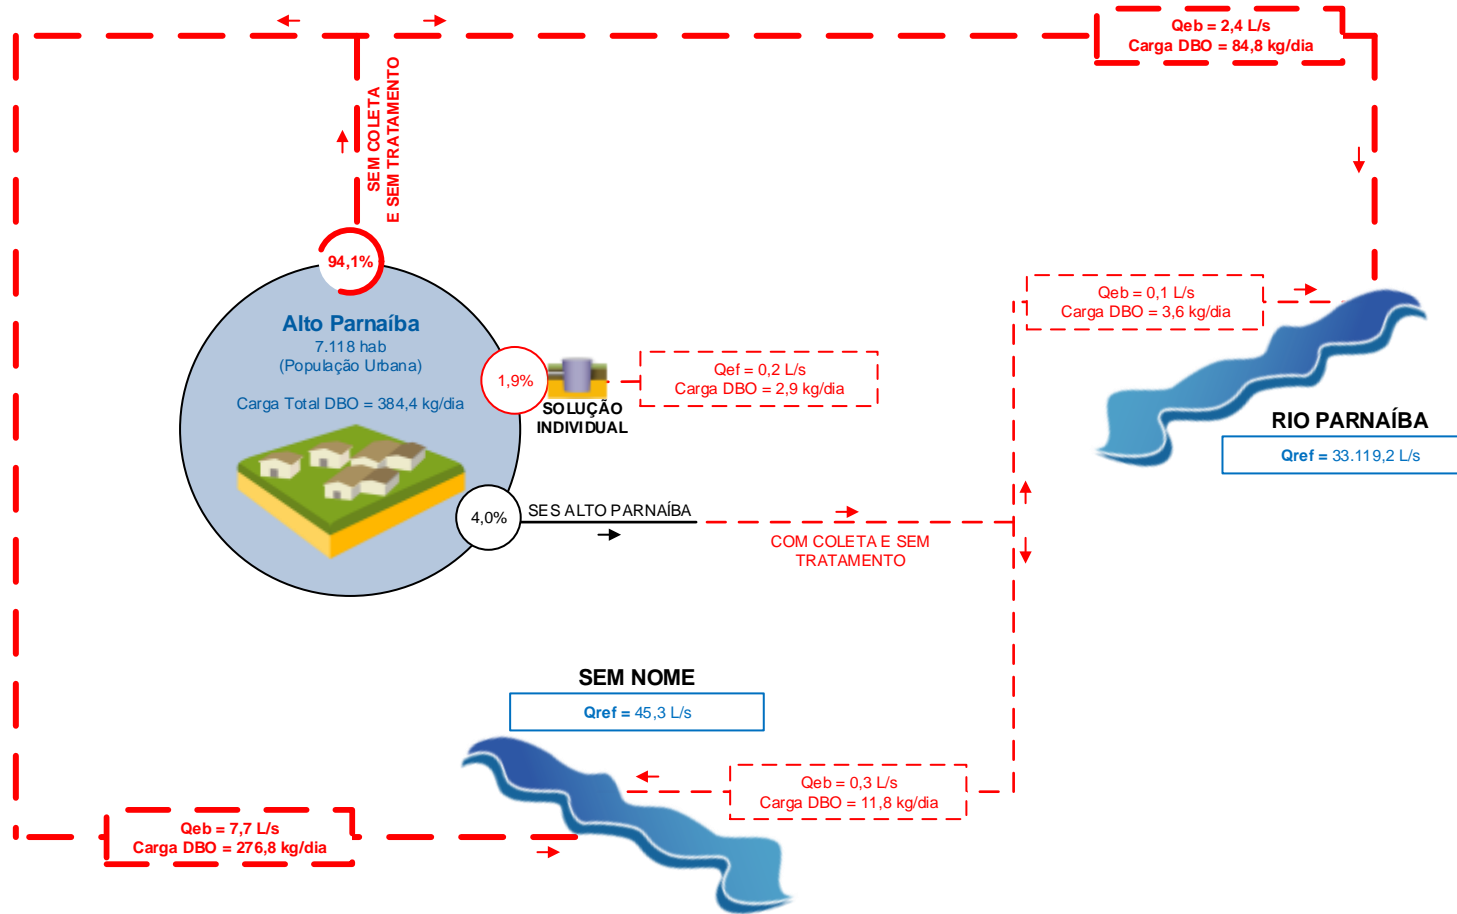 Qeb = 2,4 L/s
Carga DBO = 84,8 kg/dia
SEM COLETA
E SEM TRATAMENTO
94,1%
Alto Parnaíba
7.118 hab
(População Urbana)
Carga Total DBO = 384,4 kg/dia
1,9%
SOLUÇÃO
INDIVIDUAL
Qef = 0,2 L/s
Carga DBO = 2,9 kg/dia
Qeb = 0,1 L/s
Carga DBO = 3,6 kg/dia
RIO PARNAÍBA
Qref = 33.119,2 L/s
4,0%
SES ALTO PARNAÍBA
COM COLETA E SEM
TRATAMENTO
SEM NOME
Qref = 45,3 L/s
Qeb = 0,3 L/s
Carga DBO = 11,8 kg/dia
Qeb = 7,7 L/s
Carga DBO = 276,8 kg/dia